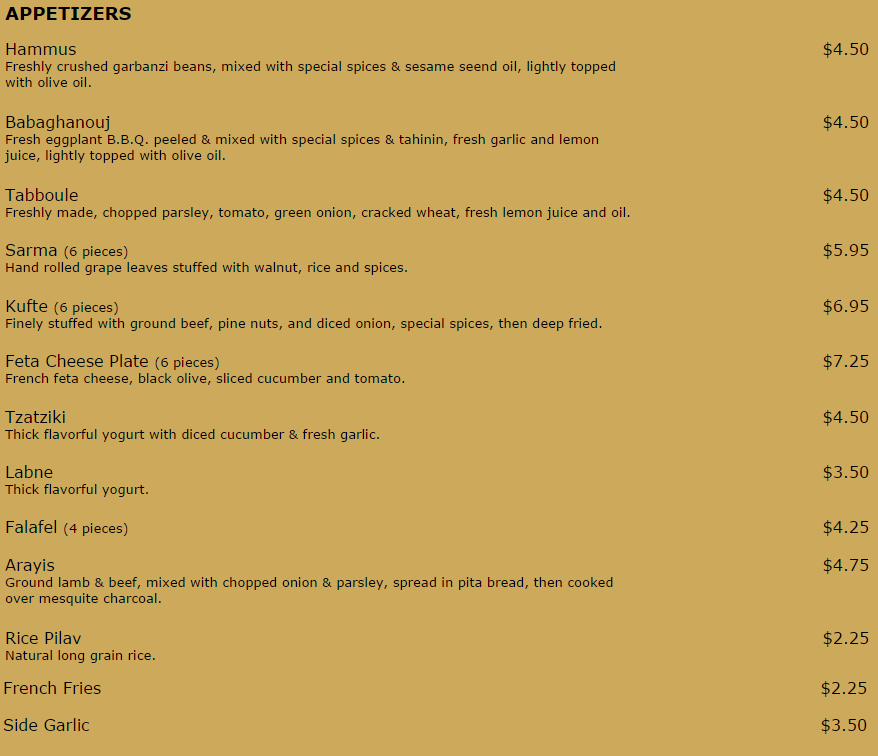 APPETIZERS
Hammus $4.50
Freshly crushed garbanzi beans, mixed with special spices & sesame seend oil, lightly topped
with olive oil.
Babaghanouj $4.50
Fresh eggplant B.B.Q. peeled & mixed with special spices & tahinin, fresh garlic and lemon
juice, lightly topped with olive oil.
Tabboule $4.50
Freshly made, chopped parsley, tomato, green onion, cracked wheat, fresh lemon juice and oil.
Sarma (6 pieces) $5.95
Hand rolled grape leaves stuffed with walnut, rice and spices.
Kufte (6 pieces) $6.95
Finely stuffed with ground beef, pine nuts, and diced onion, special spices, then deep fried.
Feta Cheese Plate (6 pieces) $7.25
French feta cheese, black olive, sliced cucumber and tomato.
Tzatziki $4.50
Thick flavorful yogurt with diced cucumber & fresh garlic.
Labne $3.50
Thick flavorful yogurt.
Falafel (4 pieces) $4.25
Arayis $4.75
Ground lamb & beef, mixed with chopped onion & parsley, spread in pita bread, then cooked
over mesquite charcoal.
Rice Pilav $2.25
Natural long grain rice.
French Fries $2.25
Side Garlic $3.50